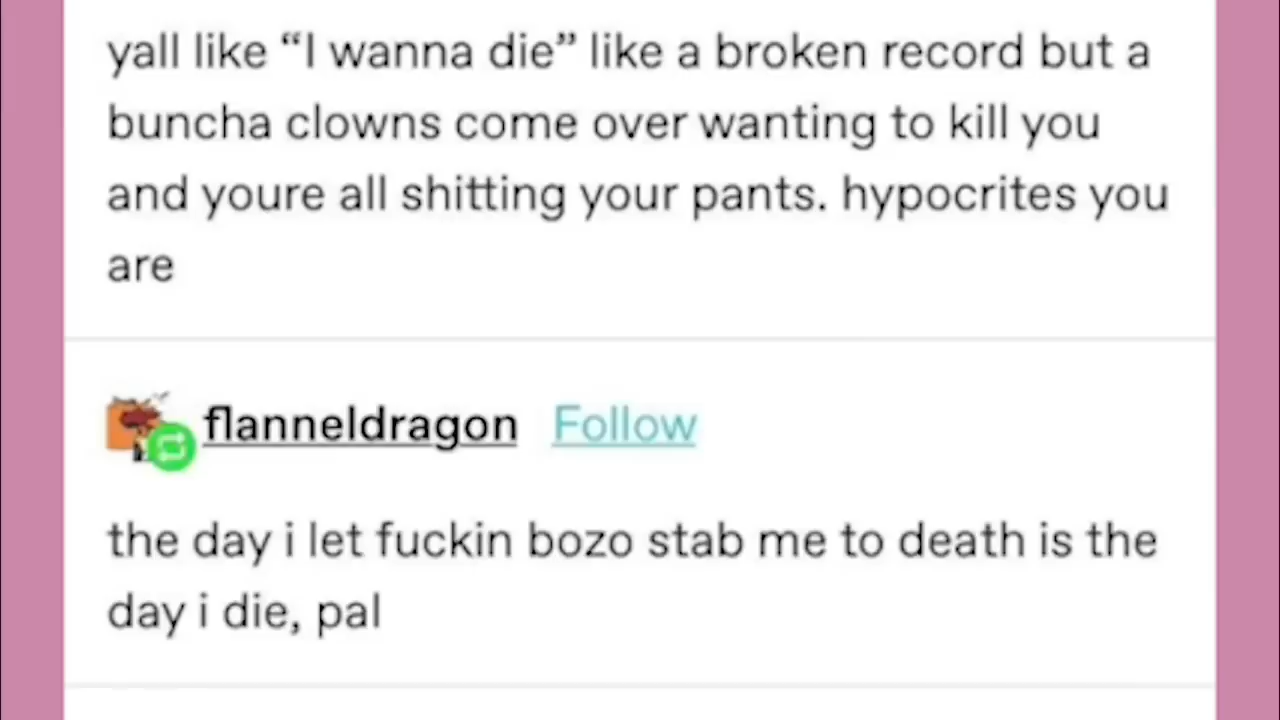 yall like “I wanna die” like a broken record but a
buncha clowns come over wanting to kill you
and youre all shitting your pants. hypocrites you
are
flanneldragon Follow
the day i let fuckin bozo stab me to death is the
day i die, pal